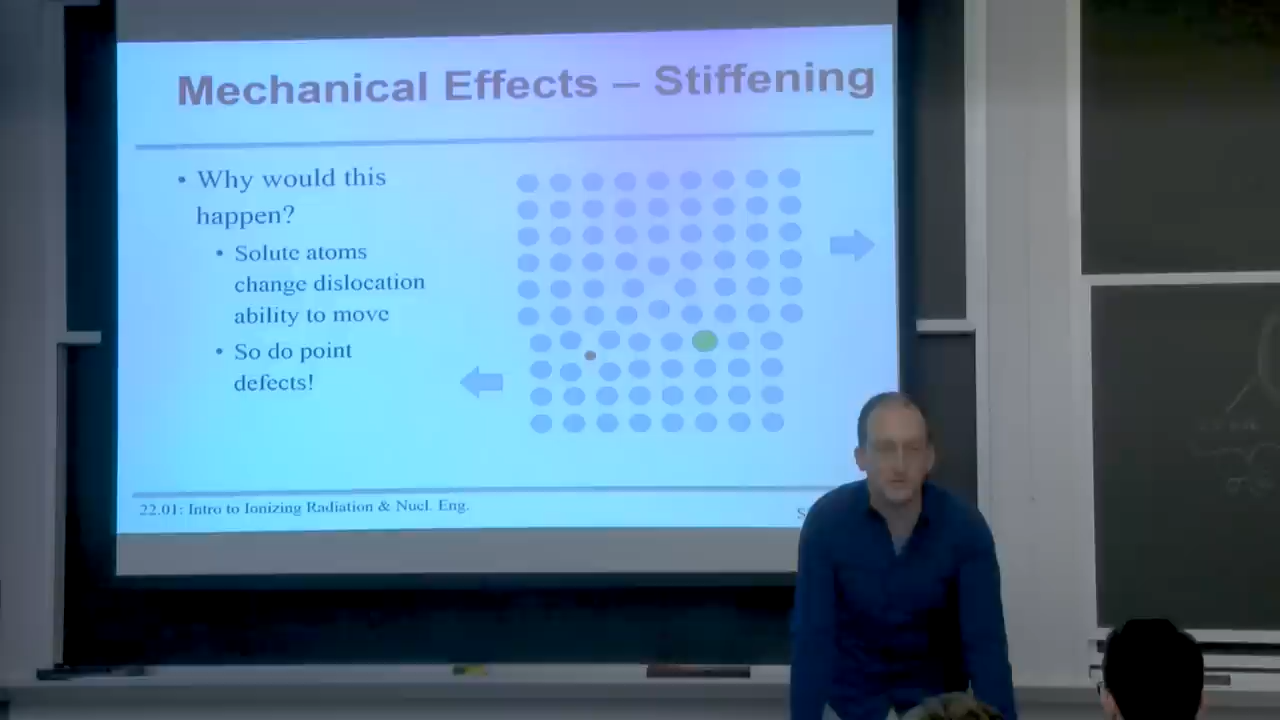 Mechanical Effects – Stiffening
• Why would this
happen?
• Solute atoms
change dislocation
ability to move
• So do point
defects!
22.01: Intro to Ionizing Radiation & Nucl. Eng.